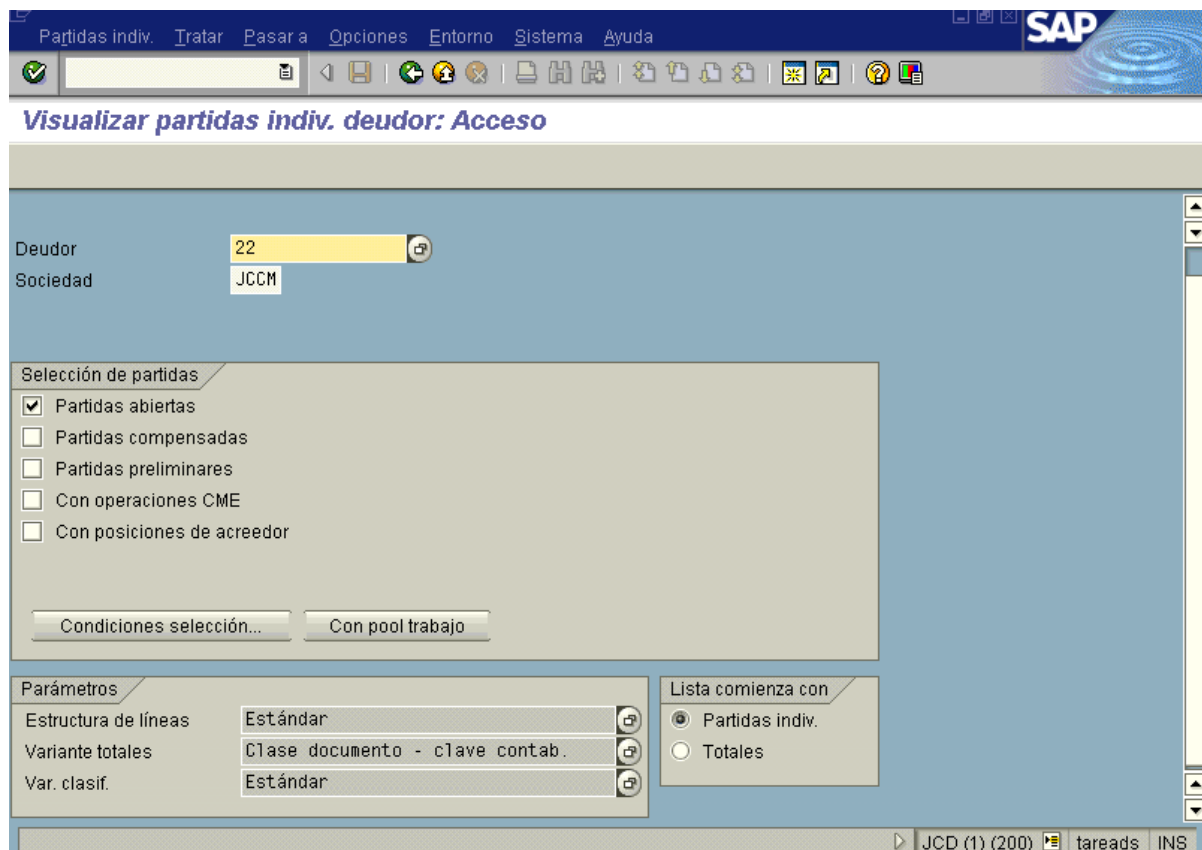 SAP
Partidas indiv. Tratar Pasar a Opciones Entorno Sistema Ayuda
Visualizar partidas indiv. deudor: Acceso
Deudor 22
Sociedad JCCM
Selección de partidas
Partidas abiertas
Partidas compensadas
Partidas preliminares
Con operaciones CME
Con posiciones de acreedor
Condiciones selección... Con pool trabajo
Parámetros
Estructura de líneas Estándar
Variante totales Clase documento - clave contab.
Var. clasif. Estándar
Lista comienza con
Partidas indiv.
Totales
JCD (1) (200) tareads INS